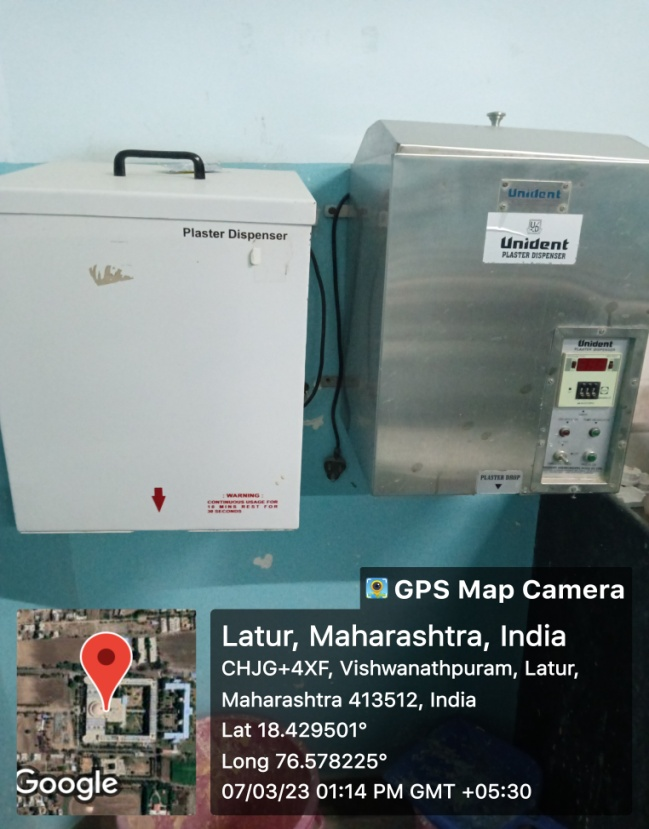 Plaster Dispenser
WARNING :
CONTINUOUS USAGE FOR
15 MINS REST FOR
30 SECONDS
Unident
Unident
PLASTER DISPENSER
Unident
PLASTER DISPENSER
PLASTER DROP
GPS Map Camera
Latur, Maharashtra, India
CHJG+4XF, Vishwanathpuram, Latur,
Maharashtra 413512, India
Lat 18.429501°
Long 76.578225°
07/03/23 01:14 PM GMT +05:30
Google